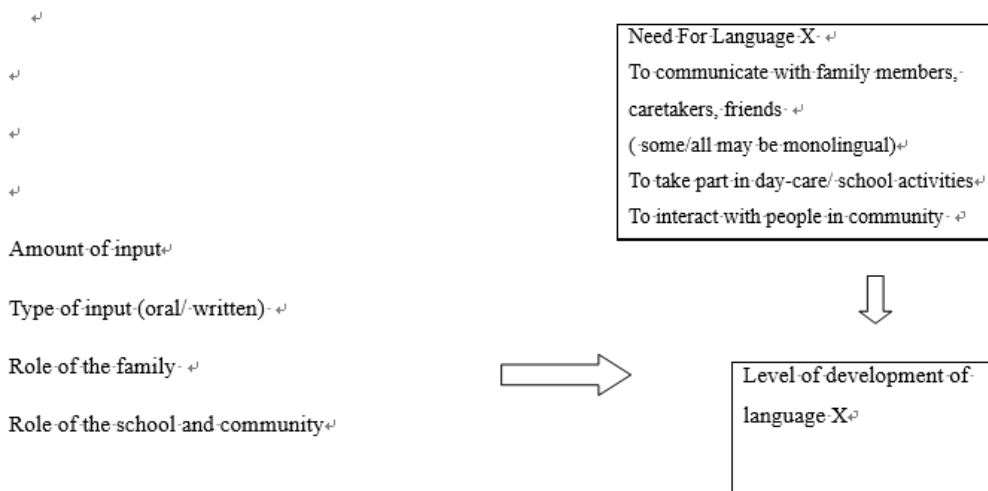 Need For Language X
To communicate with family members,
caretakers, friends
( some/all may be monolingual)
To take part in day-care/ school activities
To interact with people in community
Amount of input
Type of input (oral/ written)
Role of the family
Role of the school and community
Level of development of
language X